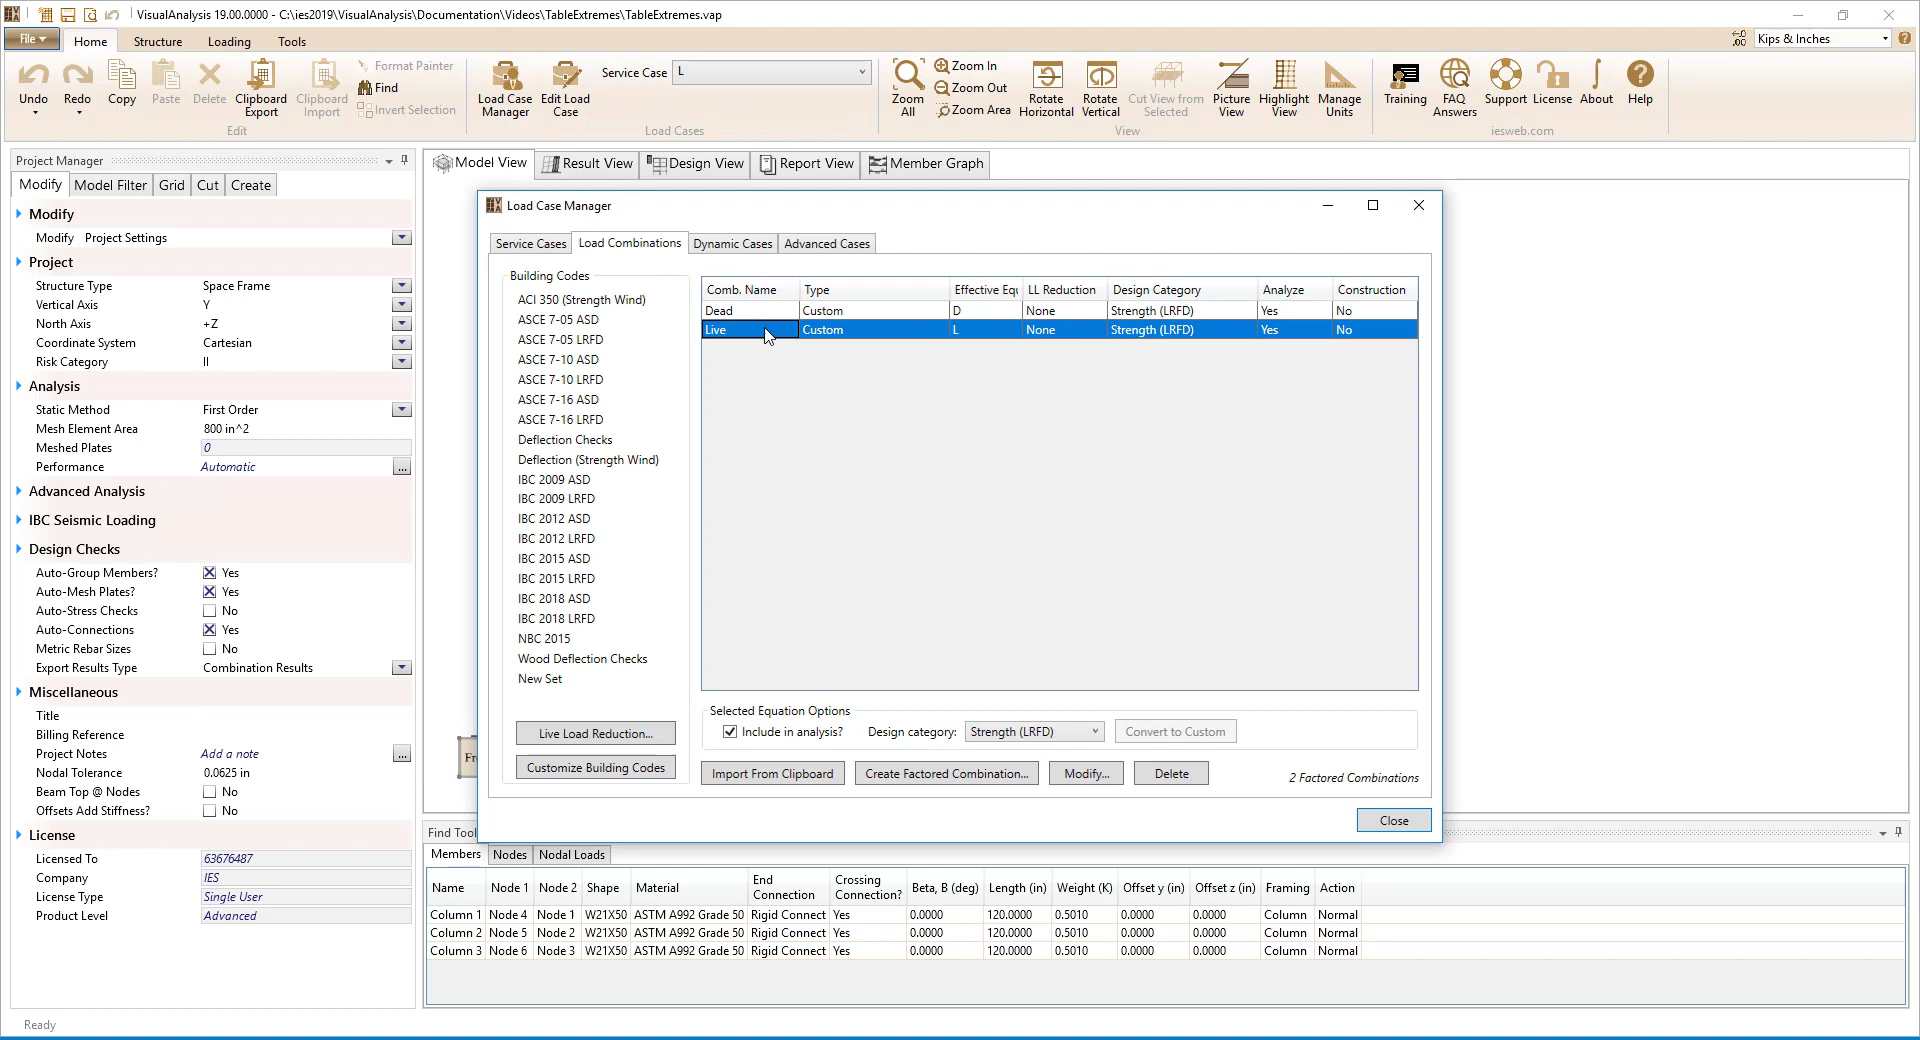 VisualAnalysis 19.00.0000 - C:\ies2019\VisualAnalysis\Documentation\Videos\TableExtremes\TableExtremes.vap
File Home Structure Loading Tools
Kips & Inches
Undo Redo Copy Paste Delete Clipboard Export Clipboard Import Format Painter Find Invert Selection
Edit
Load Case Manager Edit Load Case Service Case L
Load Cases
Zoom All Zoom In Zoom Out Zoom Area Rotate Horizontal Rotate Vertical Cut View from Selected Picture View Highlight View Manage Units
View
Training FAQ Answers Support License About Help
iesweb.com
Project Manager
Modify Model Filter Grid Cut Create
Modify
Modify Project Settings
Project
Structure Type Space Frame
Vertical Axis Y
North Axis +Z
Coordinate System Cartesian
Risk Category II
Analysis
Static Method First Order
Mesh Element Area 800 in^2
Meshed Plates 0
Performance Automatic ...
Advanced Analysis
IBC Seismic Loading
Design Checks
Auto-Group Members? Yes
Auto-Mesh Plates? Yes
Auto-Stress Checks No
Auto-Connections Yes
Metric Rebar Sizes No
Export Results Type Combination Results
Miscellaneous
Title
Billing Reference
Project Notes Add a note ...
Nodal Tolerance 0.0625 in
Beam Top @ Nodes No
Offsets Add Stiffness? No
License
Licensed To 63676487
Company IES
License Type Single User
Product Level Advanced
Model View Result View Design View Report View Member Graph
Load Case Manager
Service Cases Load Combinations Dynamic Cases Advanced Cases
Building Codes
ACI 350 (Strength Wind)
ASCE 7-05 ASD
ASCE 7-05 LRFD
ASCE 7-10 ASD
ASCE 7-10 LRFD
ASCE 7-16 ASD
ASCE 7-16 LRFD
Deflection Checks
Deflection (Strength Wind)
IBC 2009 ASD
IBC 2009 LRFD
IBC 2012 ASD
IBC 2012 LRFD
IBC 2015 ASD
IBC 2015 LRFD
IBC 2018 ASD
IBC 2018 LRFD
NBC 2015
Wood Deflection Checks
New Set
Live Load Reduction...
Customize Building Codes
Comb. Name Type Effective Equ LL Reduction Design Category Analyze Construction
Dead Custom D None Strength (LRFD) Yes No
Live Custom L None Strength (LRFD) Yes No
Selected Equation Options
Include in analysis? Design category: Strength (LRFD) Convert to Custom
Import From Clipboard Create Factored Combination... Modify... Delete 2 Factored Combinations
Close
Find Tool
Members Nodes Nodal Loads
Name Node 1 Node 2 Shape Material End Connection Crossing Connection? Beta, B (deg) Length (in) Weight (K) Offset y (in) Offset z (in) Framing Action
Column 1 Node 4 Node 1 W21X50 ASTM A992 Grade 50 Rigid Connect Yes 0.0000 120.0000 0.5010 0.0000 0.0000 Column Normal
Column 2 Node 5 Node 2 W21X50 ASTM A992 Grade 50 Rigid Connect Yes 0.0000 120.0000 0.5010 0.0000 0.0000 Column Normal
Column 3 Node 6 Node 3 W21X50 ASTM A992 Grade 50 Rigid Connect Yes 0.0000 120.0000 0.5010 0.0000 0.0000 Column Normal
Ready